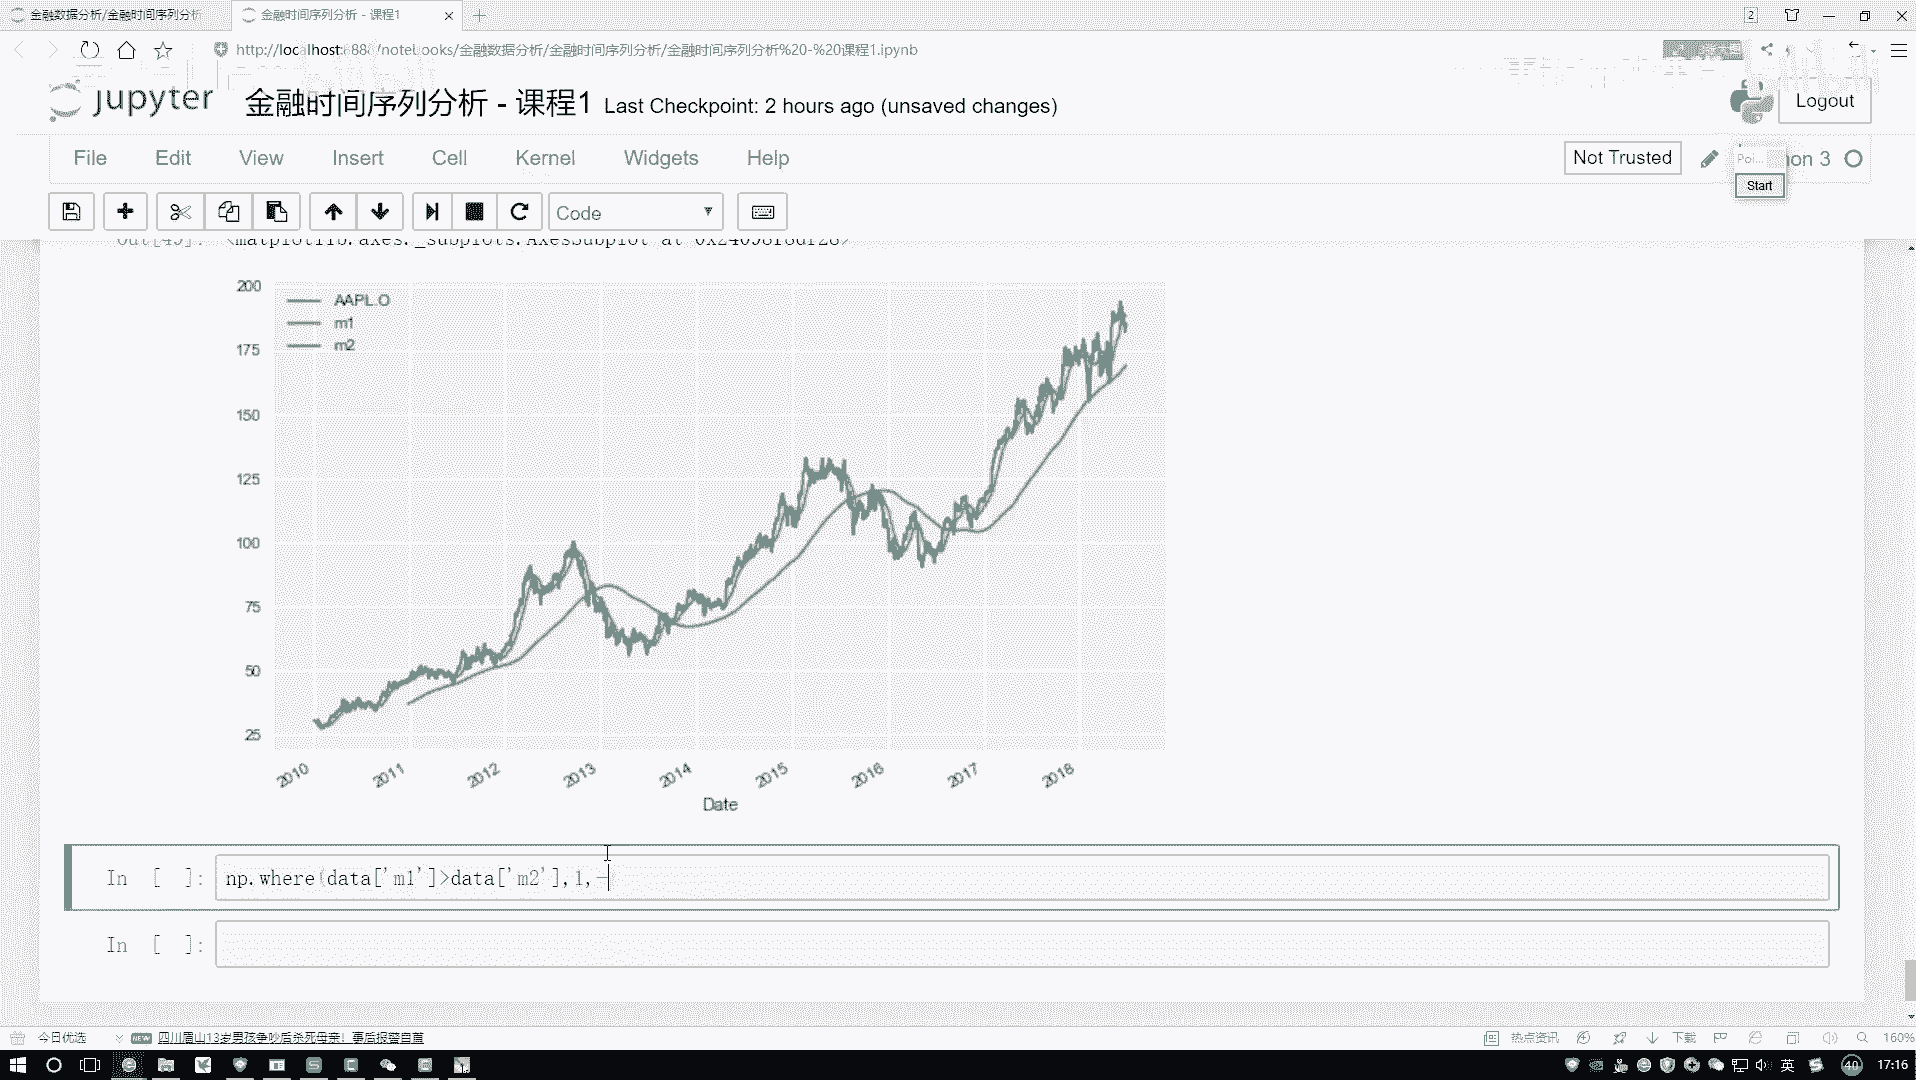 金融数据分析/金融时间序列分析
金融时间序列分析 - 课程1
2
http://localhost:888/notebooks/金融数据分析/金融时间序列分析/金融时间序列分析%20-%20课程1.ipynb
jupyter 金融时间序列分析 - 课程1 Last Checkpoint: 2 hours ago (unsaved changes)
Logout
File Edit View Insert Cell Kernel Widgets Help
Not Trusted
3
Poi...
Start
Code
Out[49]: <matplotlib.axes._subplots.AxesSubplot at
200
175
150
125
100
75
50
25
AAPL.O
m1
m2
2010 2011 2012 2013 2014 2015 2016 2017 2018
Date
In [ ]: np.where(data['m1']>data['m2'],1,-
In [ ]:
今日优选
NEW 四川眉山13岁男孩争吵后杀死母亲！事后报警自首
热点资讯
下载
160%
英
40
17:16